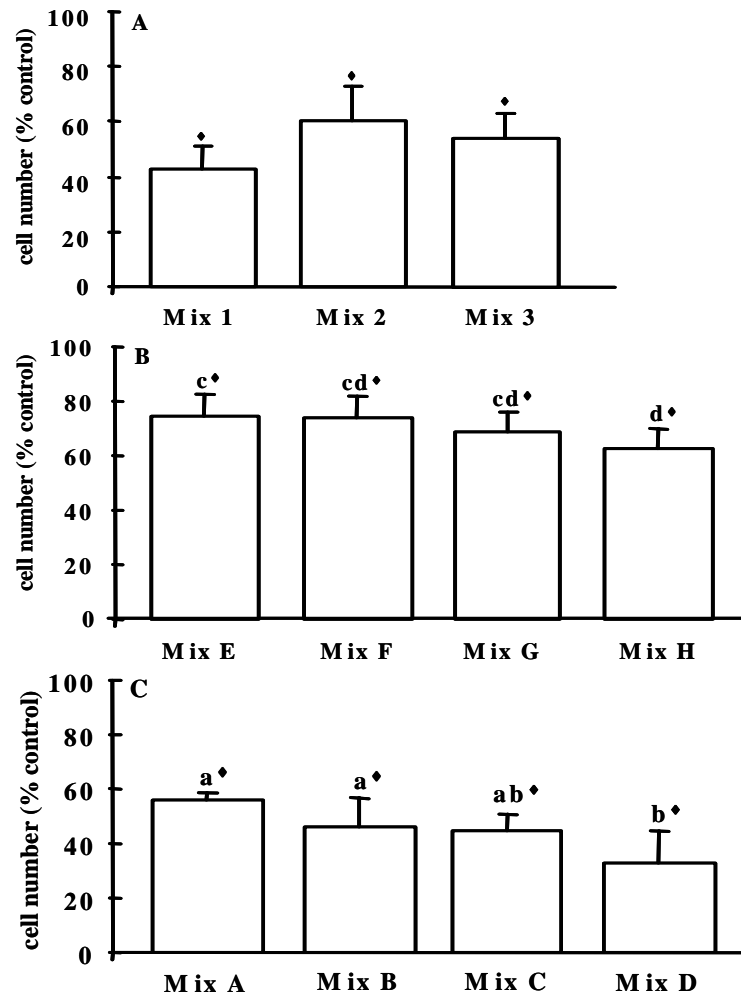 A
100
80
60
40
20
0
cell number (% control)
Mix 1 Mix 2 Mix 3
B
100
80
60
40
20
0
cell number (% control)
c cd cd d
Mix E Mix F Mix G Mix H
C
100
80
60
40
20
0
cell number (% control)
a a ab b
Mix A Mix B Mix C Mix D